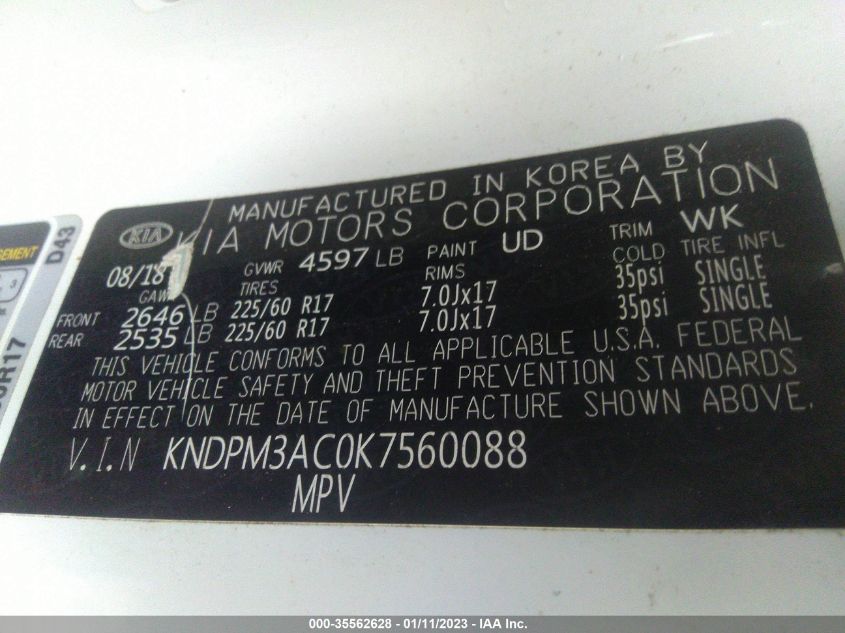 MANUFACTURED IN KOREA BY
KIA KIA MOTORS CORPORATION
08/18 GVWR 4597 LB PAINT UD TRIM WK
GAW TIRES RIMS COLD TIRE INFL
FRONT 2646 LB 225/60 R17 7.0Jx17 35psi SINGLE
REAR 2535 LB 225/60 R17 7.0Jx17 35psi SINGLE
THIS VEHICLE CONFORMS TO ALL APPLICABLE U.S.A. FEDERAL
MOTOR VEHICLE SAFETY AND THEFT PREVENTION STANDARDS
IN EFFECT ON THE DATE OF MANUFACTURE SHOWN ABOVE.
V.I.N KNDPM3AC0K7560088
MPV
D43
000-35562628 - 01/11/2023 - IAA Inc.